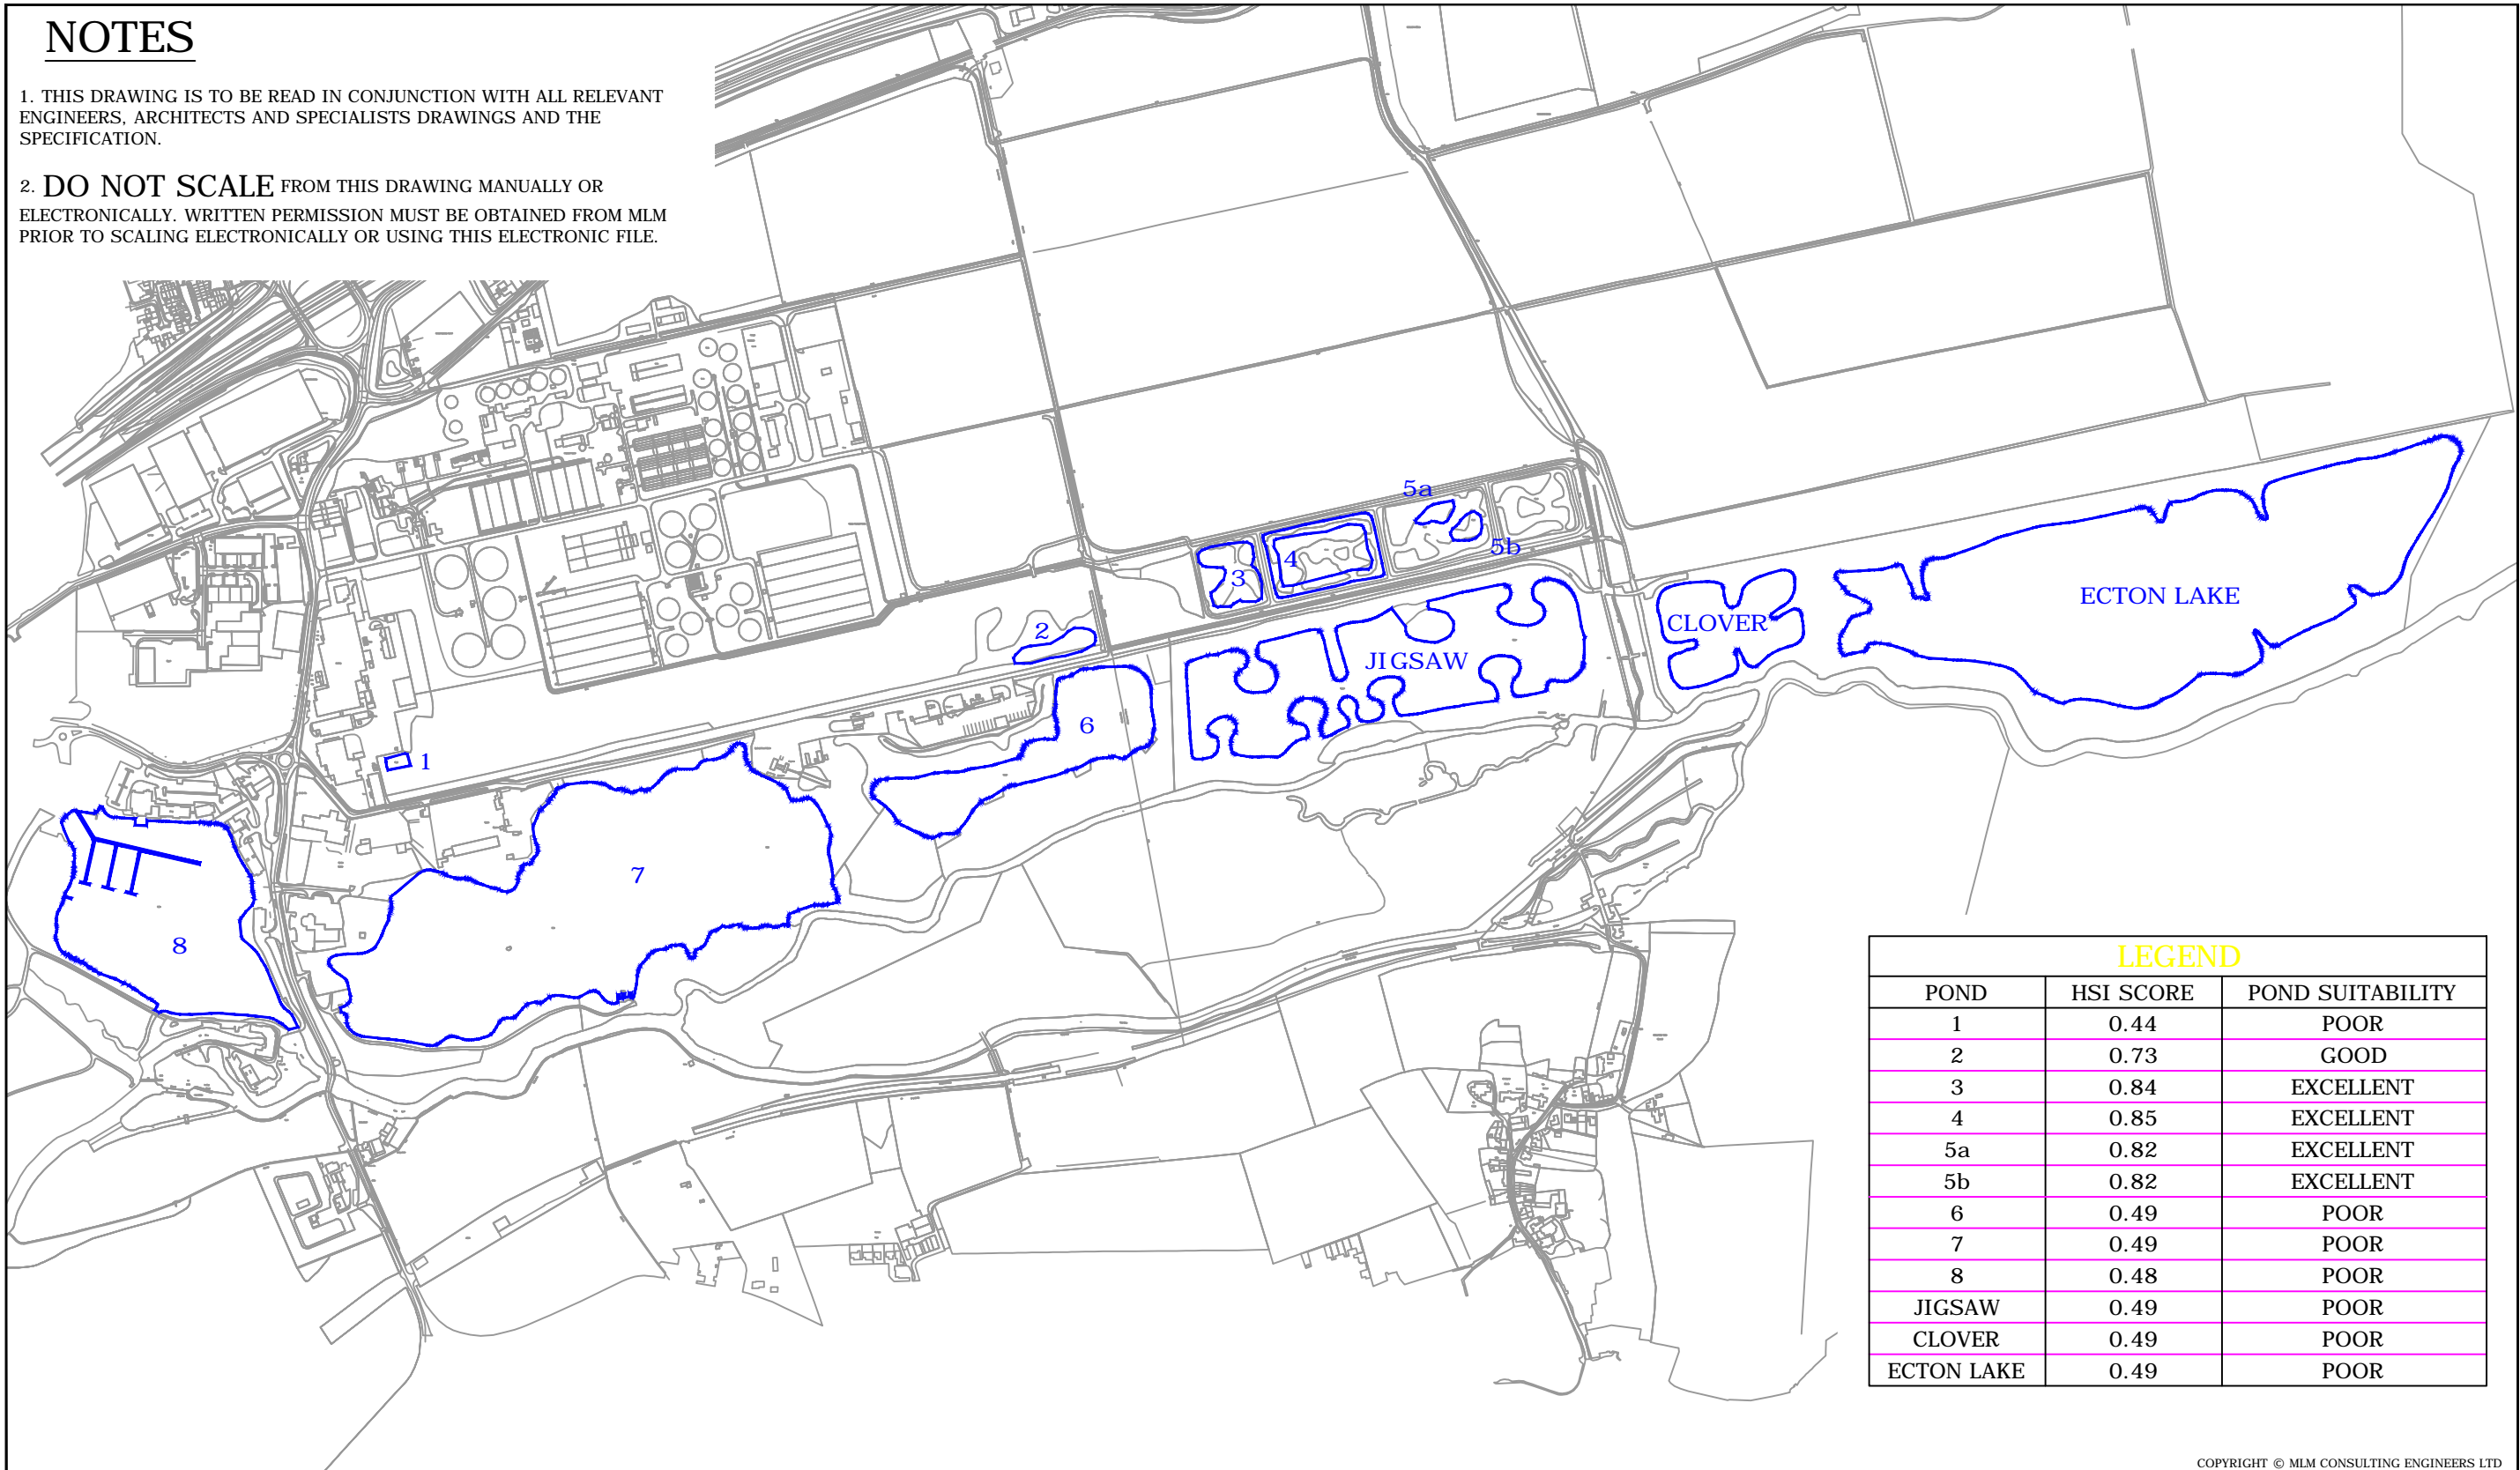 NOTES
1. THIS DRAWING IS TO BE READ IN CONJUNCTION WITH ALL RELEVANT
ENGINEERS, ARCHITECTS AND SPECIALISTS DRAWINGS AND THE
SPECIFICATION.
2. DO NOT SCALE FROM THIS DRAWING MANUALLY OR
ELECTRONICALLY. WRITTEN PERMISSION MUST BE OBTAINED FROM MLM
PRIOR TO SCALING ELECTRONICALLY OR USING THIS ELECTRONIC FILE.
5a
5b
4
3
2
ECTON LAKE
CLOVER
JIGSAW
6
1
7
8
LEGEND
POND HSI SCORE POND SUITABILITY
1 0.44 POOR
2 0.73 GOOD
3 0.84 EXCELLENT
4 0.85 EXCELLENT
5a 0.82 EXCELLENT
5b 0.82 EXCELLENT
6 0.49 POOR
7 0.49 POOR
8 0.48 POOR
JIGSAW 0.49 POOR
CLOVER 0.49 POOR
ECTON LAKE 0.49 POOR
COPYRIGHT © MLM CONSULTING ENGINEERS LTD